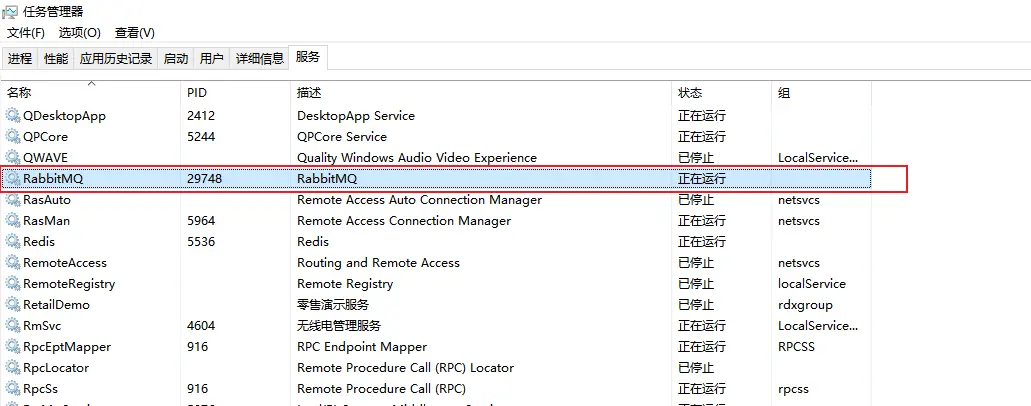 任务管理器
文件(F) 选项(O) 查看(V)
进程 性能 应用历史记录 启动 用户 详细信息 服务
名称 PID 描述 状态 组
QDesktopApp 2412 DesktopApp Service 正在运行
QPCore 5244 QPCore Service 正在运行
QWAVE Quality Windows Audio Video Experience 已停止 LocalService...
RabbitMQ 29748 RabbitMQ 正在运行
RasAuto Remote Access Auto Connection Manager 已停止 netsvcs
RasMan 5964 Remote Access Connection Manager 正在运行 netsvcs
Redis 5536 Redis 正在运行
RemoteAccess Routing and Remote Access 已停止 netsvcs
RemoteRegistry Remote Registry 已停止 localService
RetailDemo 零售演示服务 已停止 rdxgroup
RmSvc 4604 无线电管理服务 正在运行 LocalService...
RpcEptMapper 916 RPC Endpoint Mapper 正在运行 RPCSS
RpcLocator Remote Procedure Call (RPC) Locator 已停止
RpcSs 916 Remote Procedure Call (RPC) 正在运行 rpcss